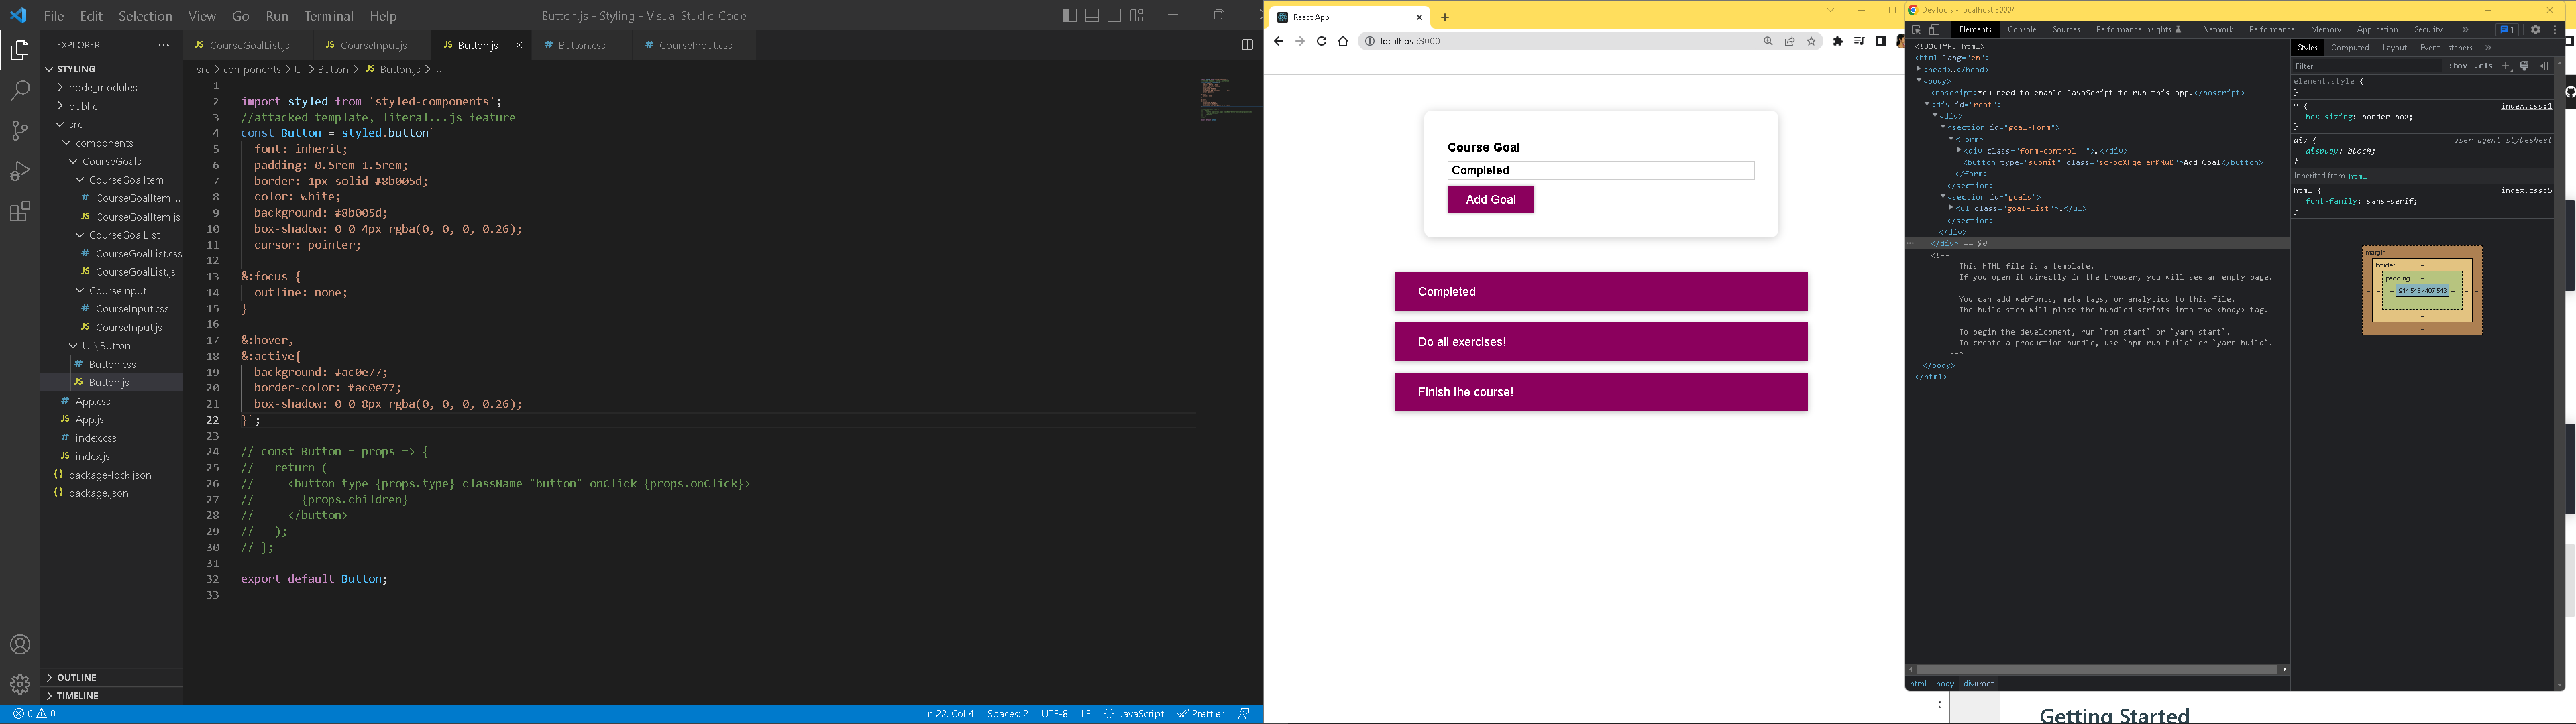 File Edit Selection View Go Run Terminal Help
Button.js - Styling - Visual Studio Code
EXPLORER
STYLING
node_modules
public
src
components
CourseGoals
CourseGoalItem
CourseGoalItem....
CourseGoalItem.js
CourseGoalList
CourseGoalList.css
CourseGoalList.js
CourseInput
CourseInput.css
CourseInput.js
UI \ Button
Button.css
Button.js
App.css
App.js
index.css
index.js
package-lock.json
package.json
OUTLINE
TIMELINE
CourseGoalList.js CourseInput.js Button.js Button.css CourseInput.css
src > components > UI > Button > JS Button.js > ...
1
2 import styled from 'styled-components';
3 //attacked template, literal...js feature
4 const Button = styled.button`
5 font: inherit;
6 padding: 0.5rem 1.5rem;
7 border: 1px solid #8b005d;
8 color: white;
9 background: #8b005d;
10 box-shadow: 0 0 4px rgba(0, 0, 0, 0.26);
11 cursor: pointer;
12
13 &:focus {
14 outline: none;
15 }
16
17 &:hover,
18 &:active{
19 background: #ac0e77;
20 border-color: #ac0e77;
21 box-shadow: 0 0 8px rgba(0, 0, 0, 0.26);
22 }`;
23
24 // const Button = props => {
25 // return (
26 // <button type={props.type} className="button" onClick={props.onClick}>
27 // {props.children}
28 // </button>
29 // );
30 // };
31
32 export default Button;
33
0 0 Ln 22, Col 4 Spaces: 2 UTF-8 LF {} JavaScript Prettier
React App
localhost:3000
Course Goal
Completed
Add Goal
Completed
Do all exercises!
Finish the course!
DevTools - localhost:3000/
Elements Console Sources Performance insights Network Performance Memory Application Security 1
<!DOCTYPE html>
<html lang="en">
<head>…</head>
<body>
<noscript>You need to enable JavaScript to run this app.</noscript>
<div id="root">
<div>
<section id="goal-form">
<form>
<div class="form-control  ">…</div>
<button type="submit" class="sc-bcXHqe erKMwD">Add Goal</button>
</form>
</section>
<section id="goals">
<ul class="goal-list">…</ul>
</section>
</div>
</div> == $0
<!--
This HTML file is a template.
If you open it directly in the browser, you will see an empty page.
You can add webfonts, meta tags, or analytics to this file.
The build step will place the bundled scripts into the <body> tag.
To begin the development, run `npm start` or `yarn start`.
To create a production bundle, use `npm run build` or `yarn build`.
-->
</body>
</html>
html body div#root
Styles Computed Layout Event Listeners
Filter :hov .cls
element.style {
}
* { index.css:1
box-sizing: border-box;
}
div { user agent stylesheet
display: block;
}
Inherited from html
html { index.css:5
font-family: sans-serif;
}
margin –
border –
padding –
914.545×407.543
Getting Started